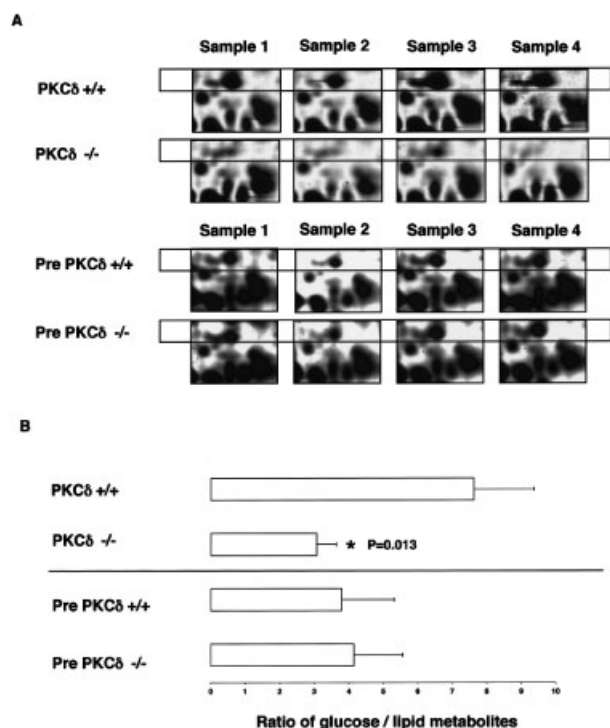 A
Sample 1 Sample 2 Sample 3 Sample 4
PKCδ +/+
PKCδ -/-
Sample 1 Sample 2 Sample 3 Sample 4
Pre PKCδ +/+
Pre PKCδ -/-
B
PKCδ +/+
PKCδ -/-
* P=0.013
Pre PKCδ +/+
Pre PKCδ -/-
0 1 2 3 4 5 6 7 8 9 10
Ratio of glucose / lipid metabolites